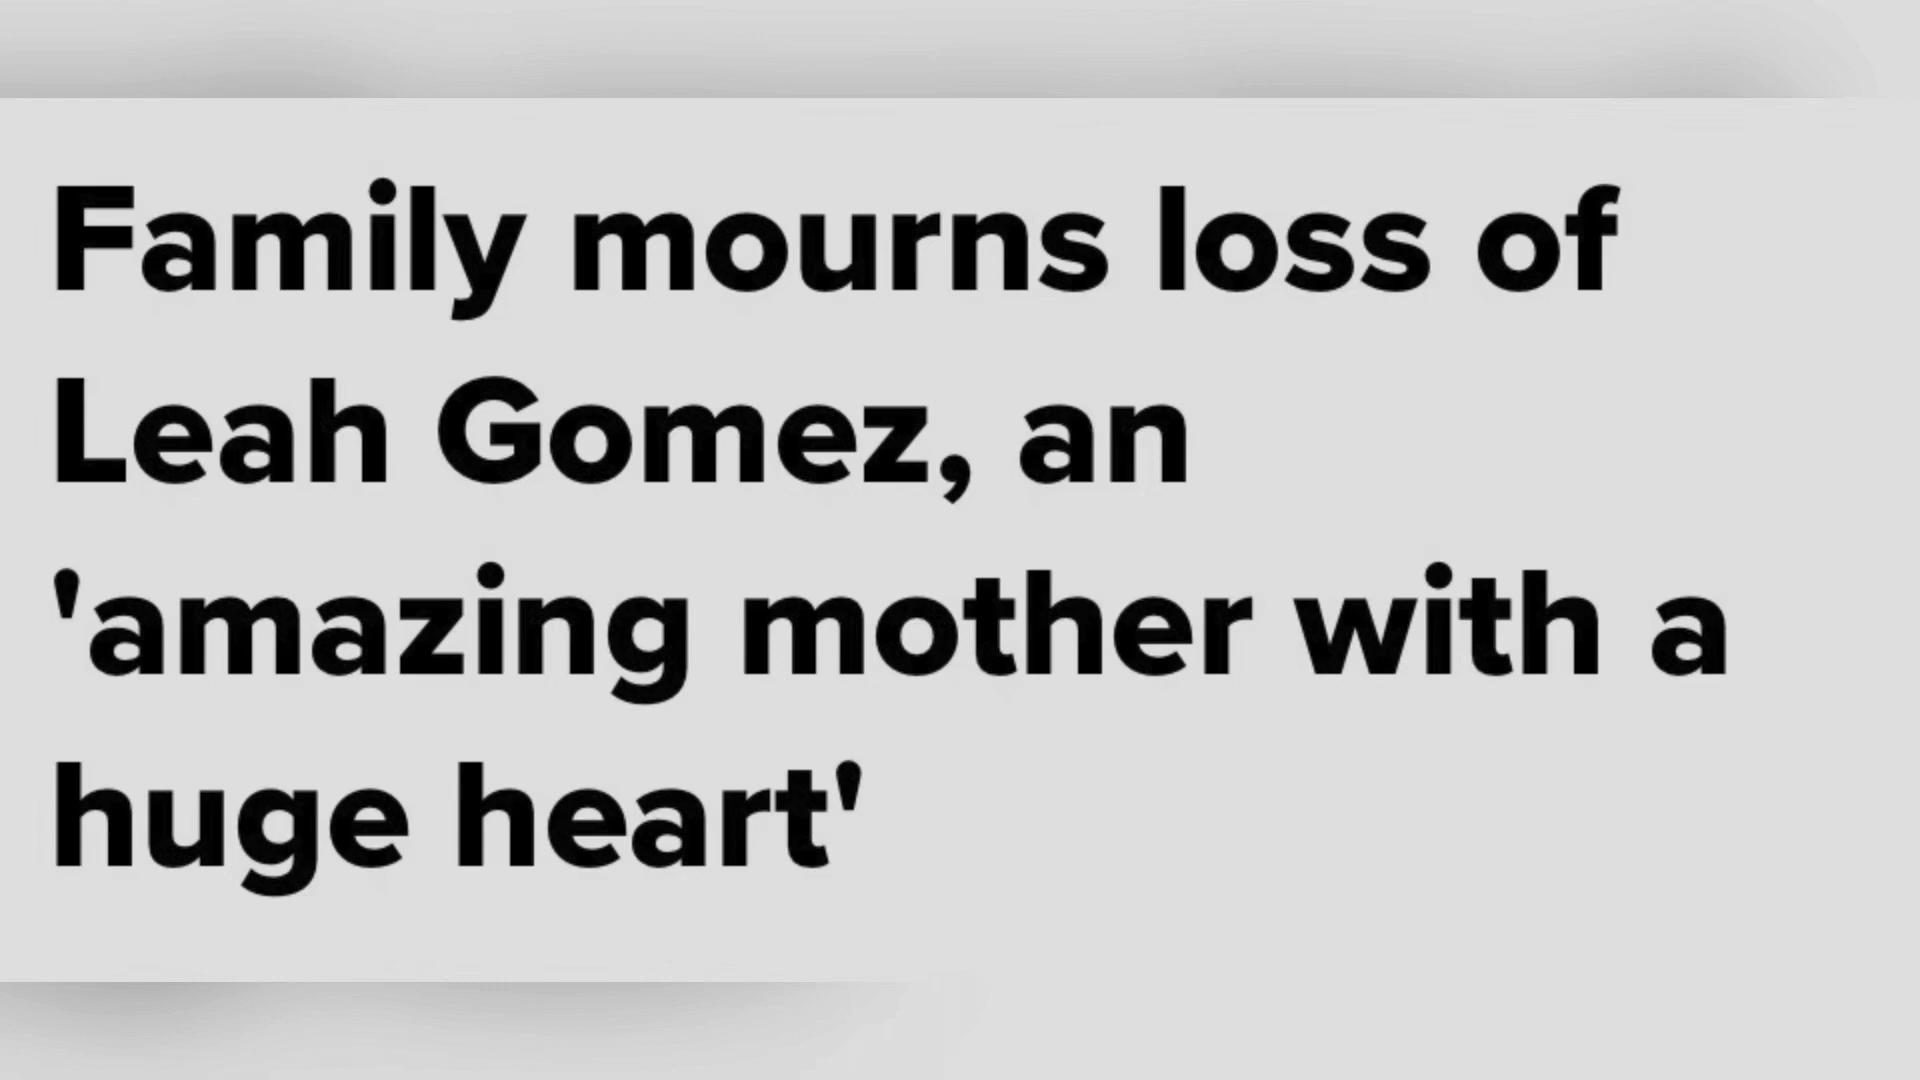 Family mourns loss of
Leah Gomez, an
'amazing mother with a
huge heart'